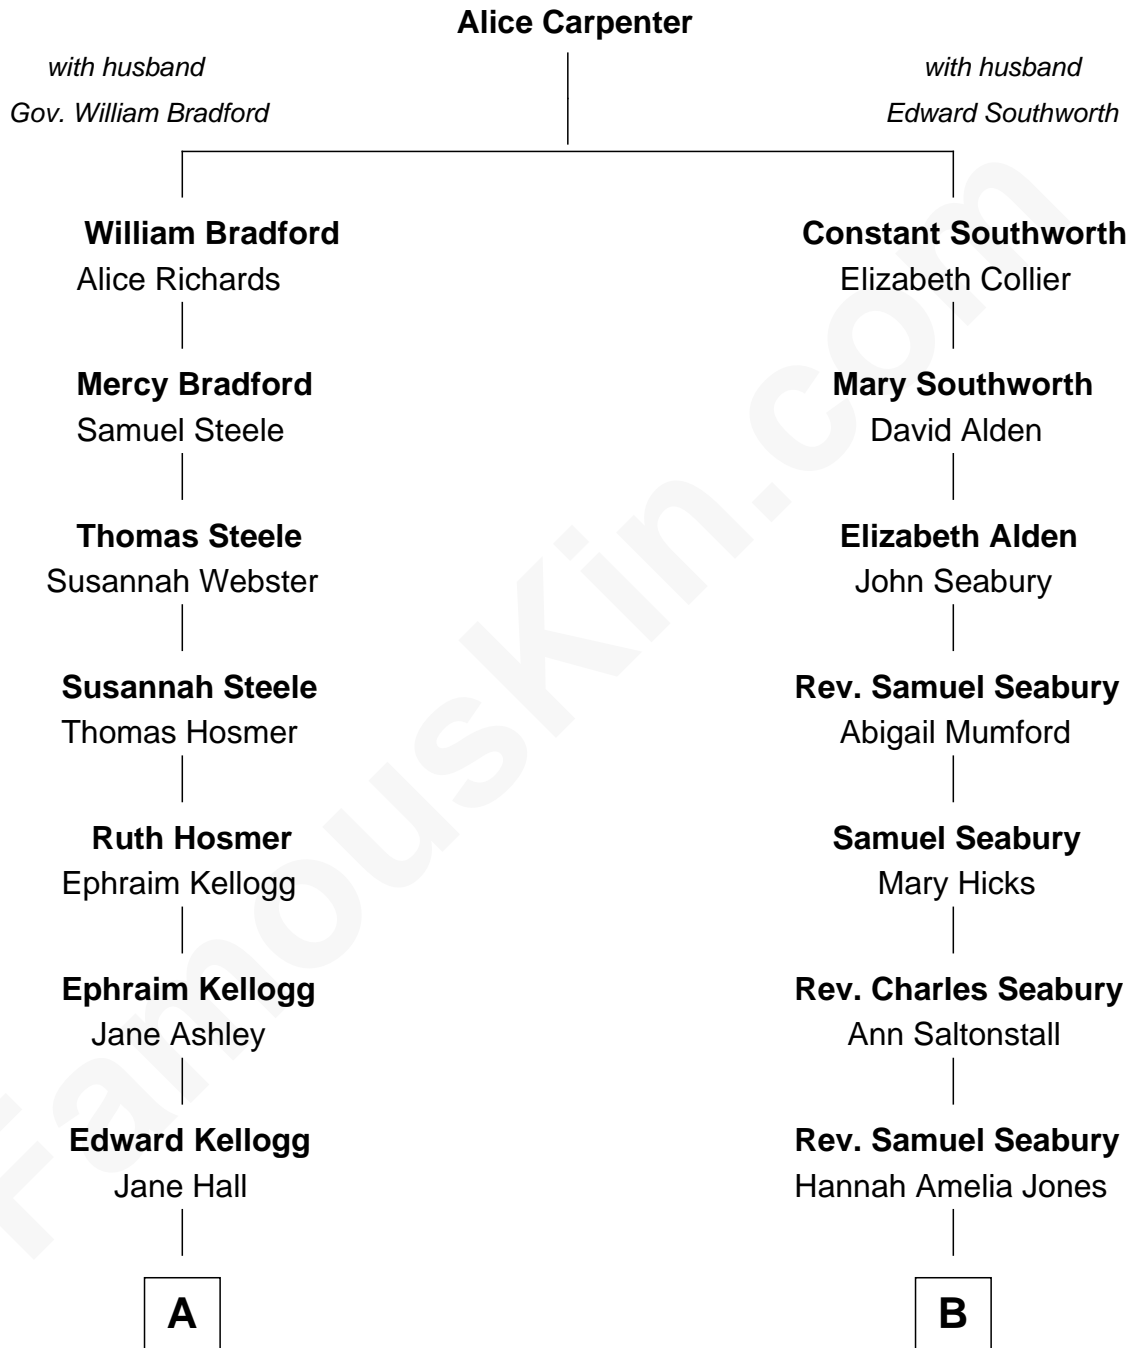 Alice Carpenter
with husband
Gov. William Bradford
with husband
Edward Southworth
William Bradford
Alice Richards
Constant Southworth
Elizabeth Collier
Mercy Bradford
Samuel Steele
Mary Southworth
David Alden
Thomas Steele
Susannah Webster
Elizabeth Alden
John Seabury
Susannah Steele
Thomas Hosmer
Rev. Samuel Seabury
Abigail Mumford
Ruth Hosmer
Ephraim Kellogg
Samuel Seabury
Mary Hicks
Ephraim Kellogg
Jane Ashley
Rev. Charles Seabury
Ann Saltonstall
Edward Kellogg
Jane Hall
Rev. Samuel Seabury
Hannah Amelia Jones
A
B
FamousKin.com